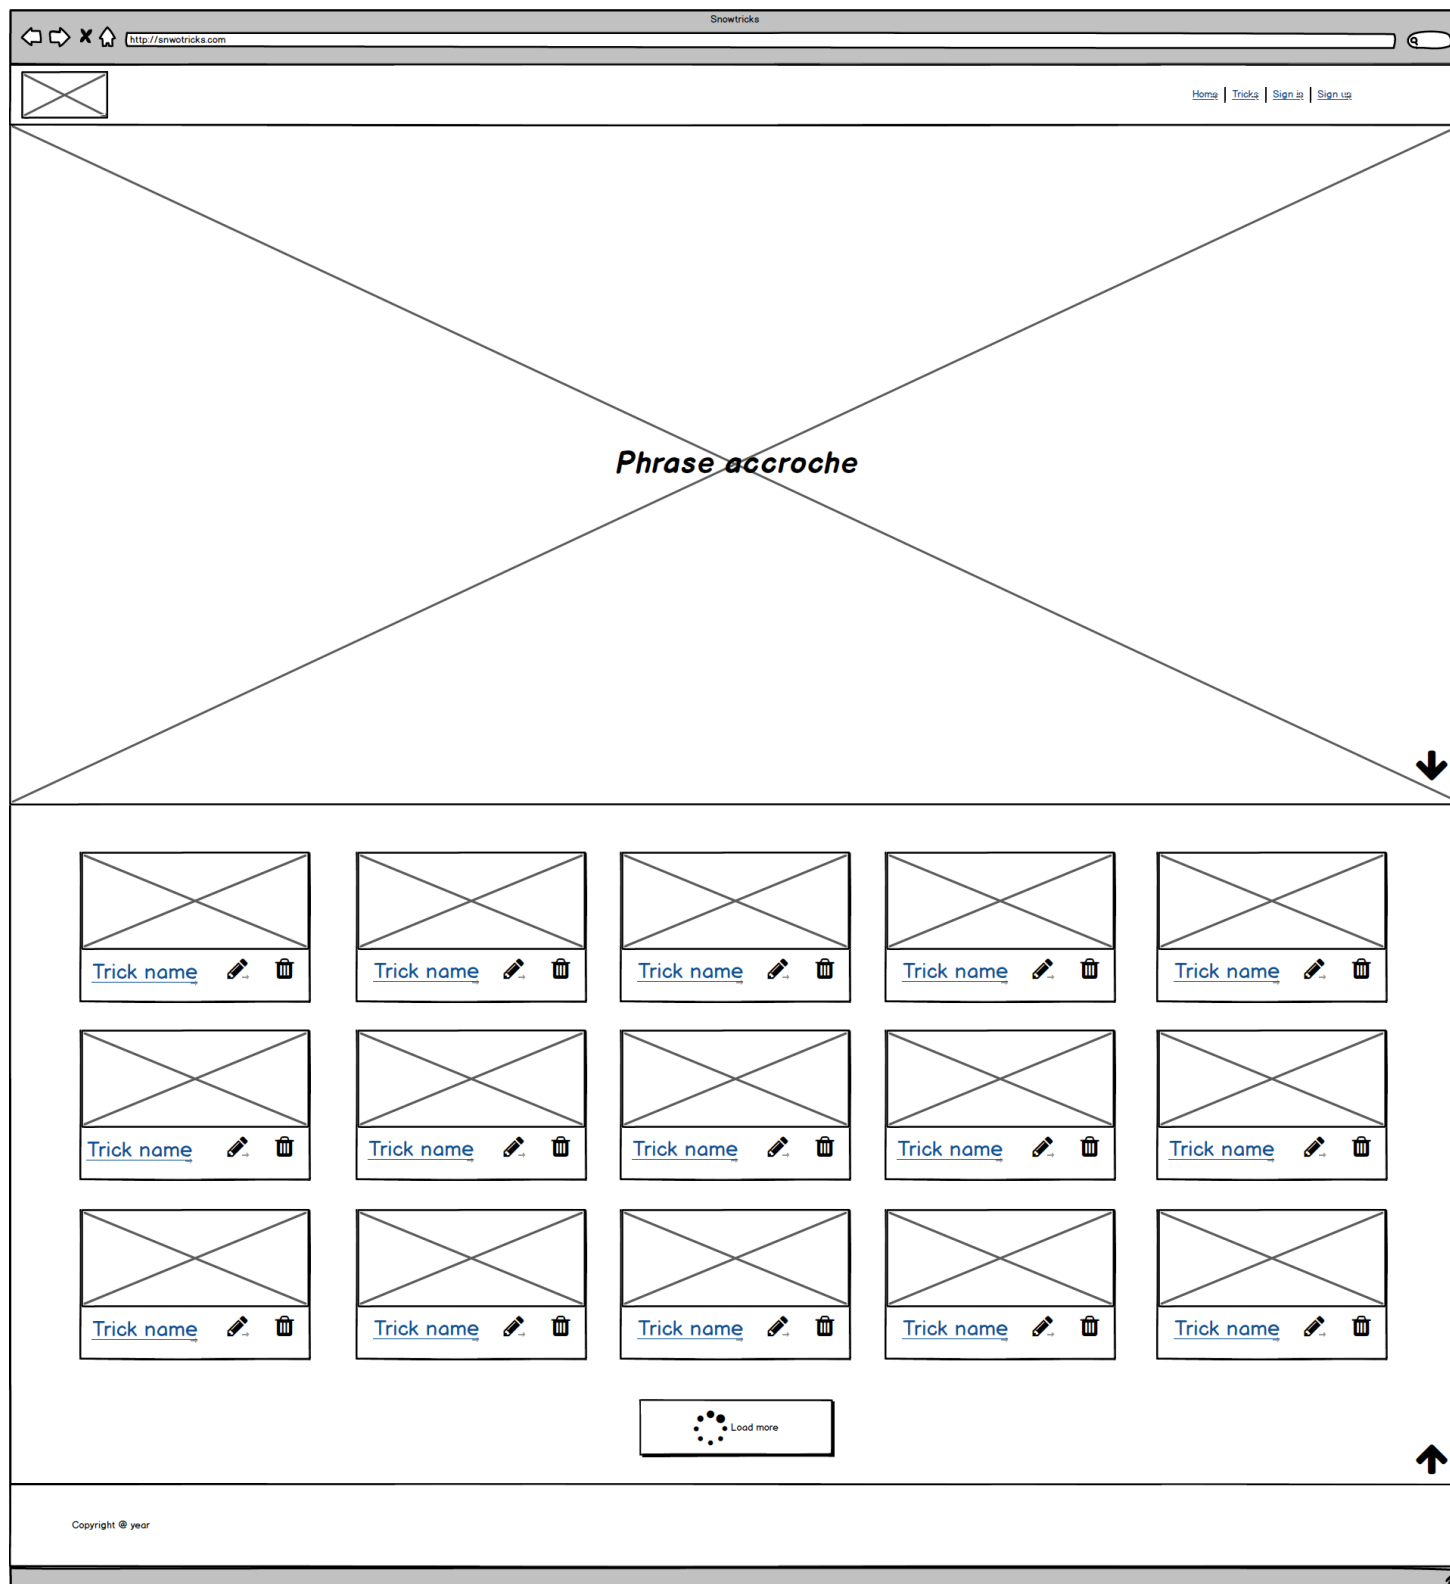 Snowtricks
http://snwotricks.com
Home Tricks Sign in Sign up
Phrase accroche
Trick name Trick name Trick name Trick name Trick name
Trick name Trick name Trick name Trick name Trick name
Trick name Trick name Trick name Trick name Trick name
Load more
Copyright @ year